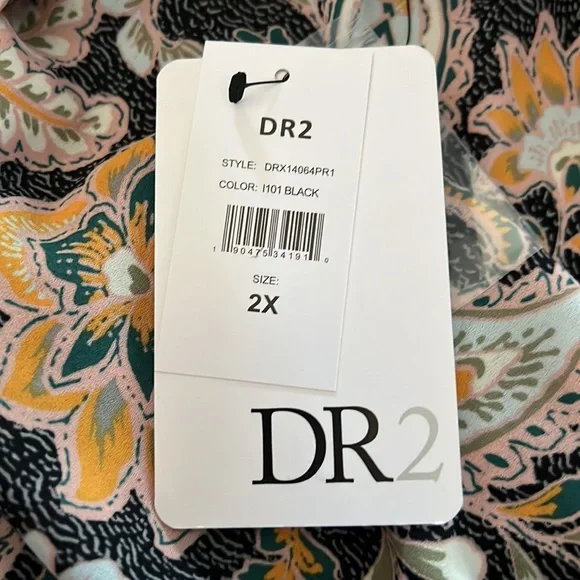 DR2
STYLE: DRX14064PR1
COLOR: I101 BLACK
1 90475 34191 0
SIZE:
2X
DR2